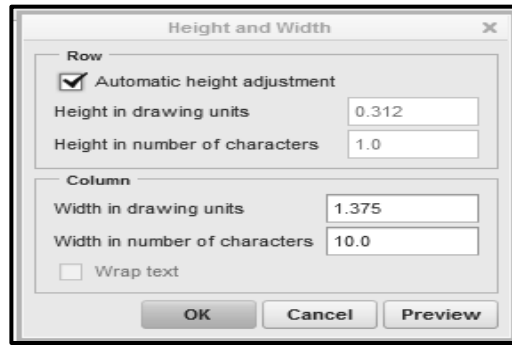 Height and Width
Row
Automatic height adjustment
Height in drawing units 0.312
Height in number of characters 1.0
Column
Width in drawing units 1.375
Width in number of characters 10.0
Wrap text
OK Cancel Preview